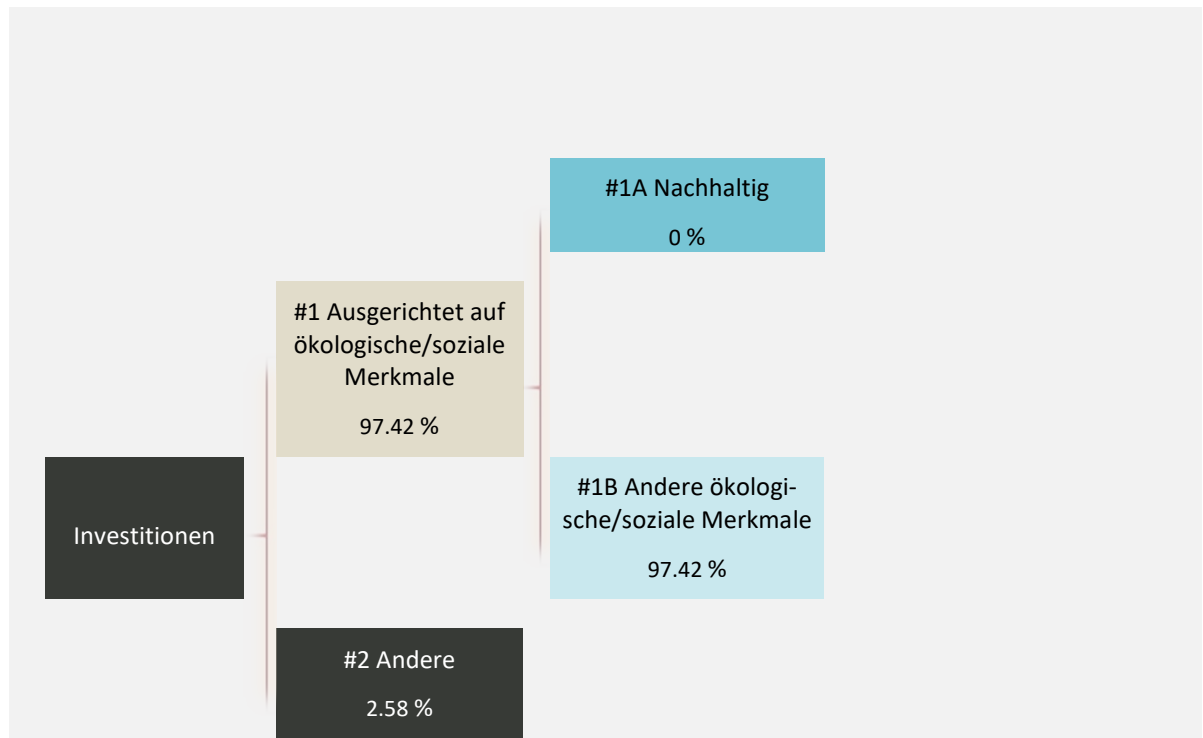 #1A Nachhaltig
0 %
#1 Ausgerichtet auf
ökologische/soziale
Merkmale
97.42 %
#1B Andere ökologi-
sche/soziale Merkmale
97.42 %
Investitionen
#2 Andere
2.58 %